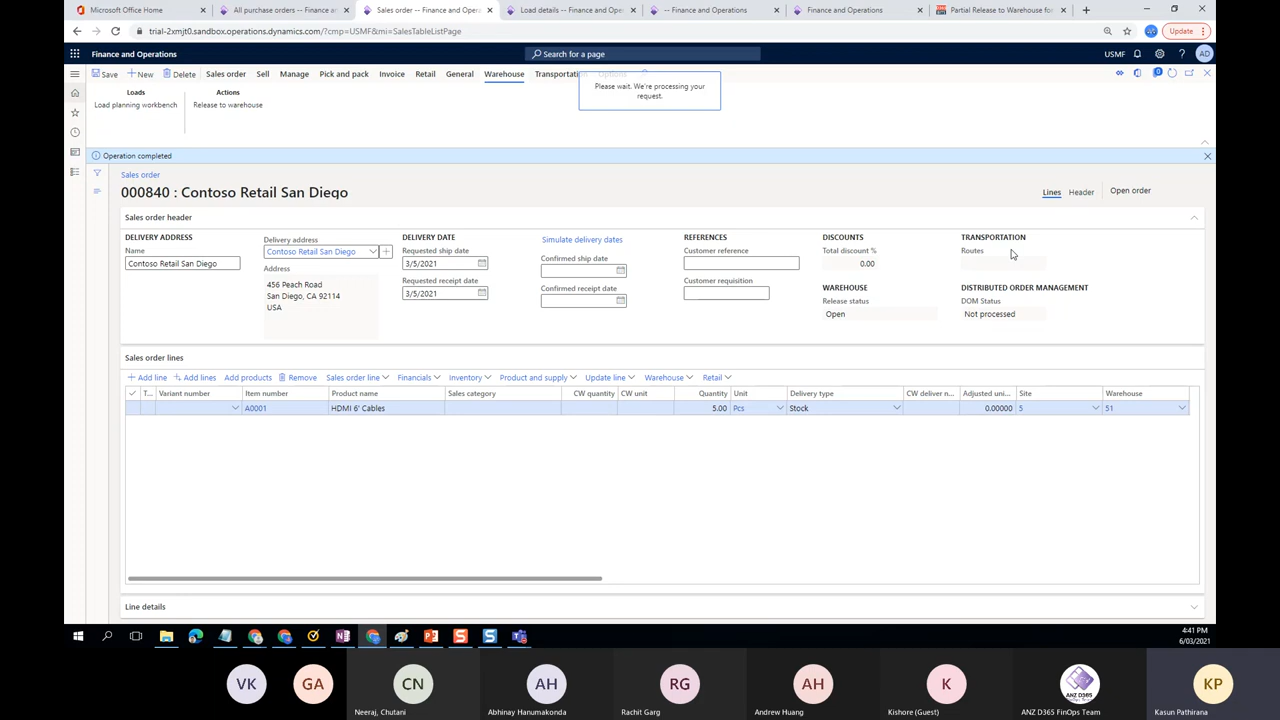 Microsoft Office Home
All purchase orders -- Finance a
Sales order -- Finance and Opera
Load details -- Finance and Oper
-- Finance and Operations
Finance and Operations
Partial Release to Warehouse for
trial-2xmjt0.sandbox.operations.dynamics.com/?cmp=USMF&mi=SalesTableListPage
Update
Finance and Operations
Search for a page
USMF
AD
Save
New
Delete
Sales order
Sell
Manage
Pick and pack
Invoice
Retail
General
Warehouse
Transportation
Please wait. We're processing your request.
0
Loads
Load planning workbench
Actions
Release to warehouse
Operation completed
Sales order
000840 : Contoso Retail San Diego
Lines
Header
Open order
Sales order header
DELIVERY ADDRESS
Name
Contoso Retail San Diego
Delivery address
Contoso Retail San Diego
Address
456 Peach Road
San Diego, CA 92114
USA
DELIVERY DATE
Requested ship date
3/5/2021
Requested receipt date
3/5/2021
Simulate delivery dates
Confirmed ship date
Confirmed receipt date
REFERENCES
Customer reference
Customer requisition
DISCOUNTS
Total discount %
0.00
WAREHOUSE
Release status
Open
TRANSPORTATION
Routes
DISTRIBUTED ORDER MANAGEMENT
DOM Status
Not processed
Sales order lines
Add line
Add lines
Add products
Remove
Sales order line
Financials
Inventory
Product and supply
Update line
Warehouse
Retail
T... Variant number Item number Product name Sales category CW quantity CW unit Quantity Unit Delivery type CW deliver n... Adjusted uni... Site Warehouse
A0001 HDMI 6' Cables 5.00 Pcs Stock 0.00000 5 51
Line details
4:41 PM
6/03/2021
VK
GA
CN
AH
RG
AH
K
ANZ D365
KP
Neeraj, Chutani
Abhinay Hanumakonda
Rachit Garg
Andrew Huang
Kishore (Guest)
ANZ D365 FinOps Team
Kasun Pathirana